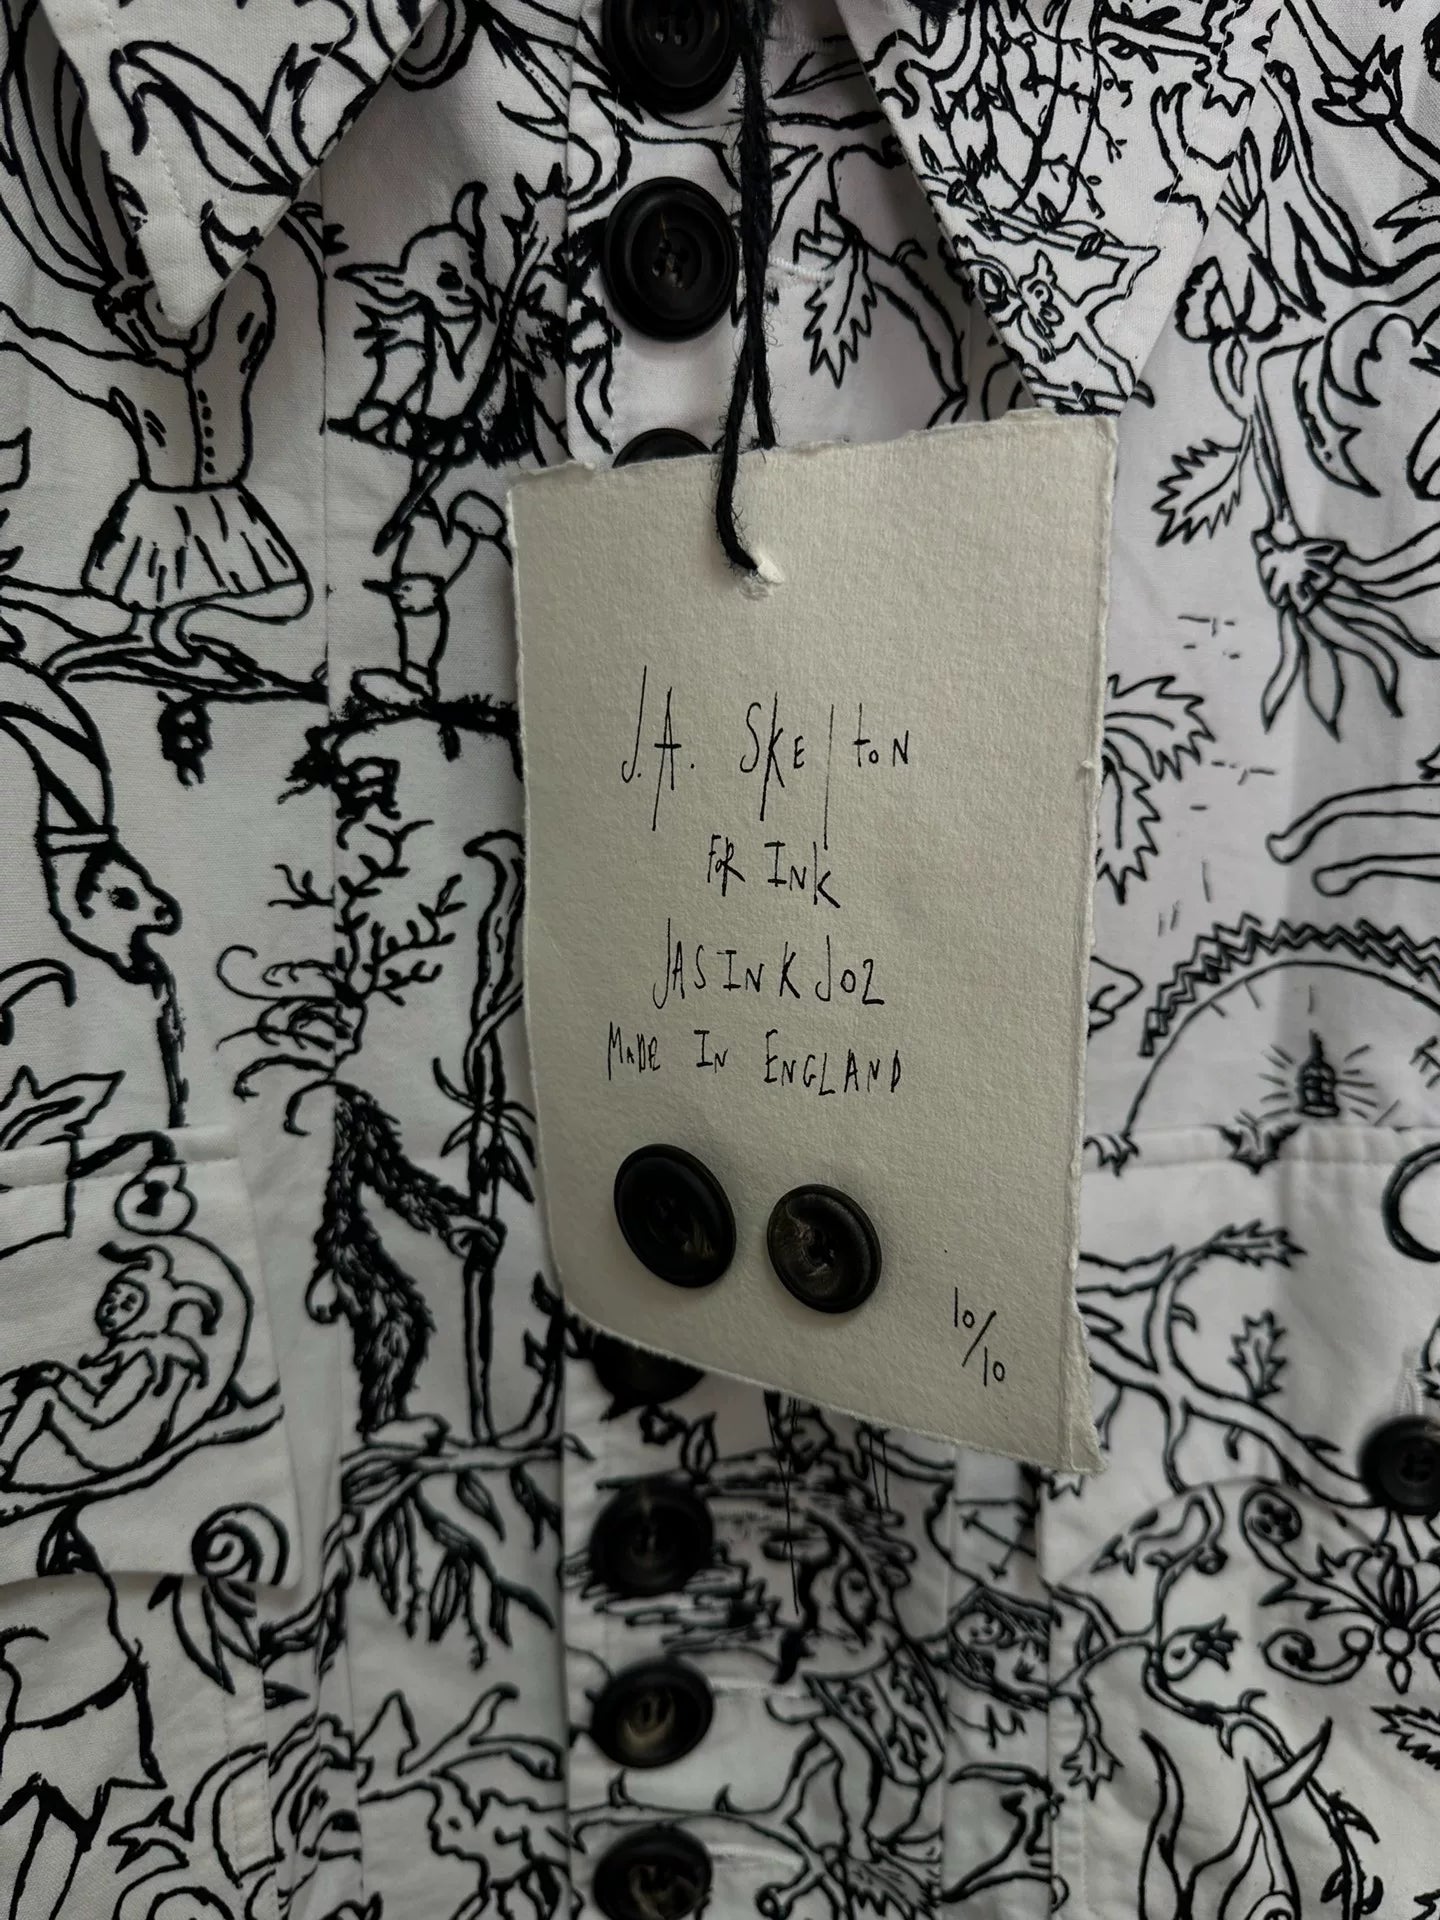 J.A. SKElTON
FOR INK
JASINKJ02
MADE IN ENGLAND
10/10